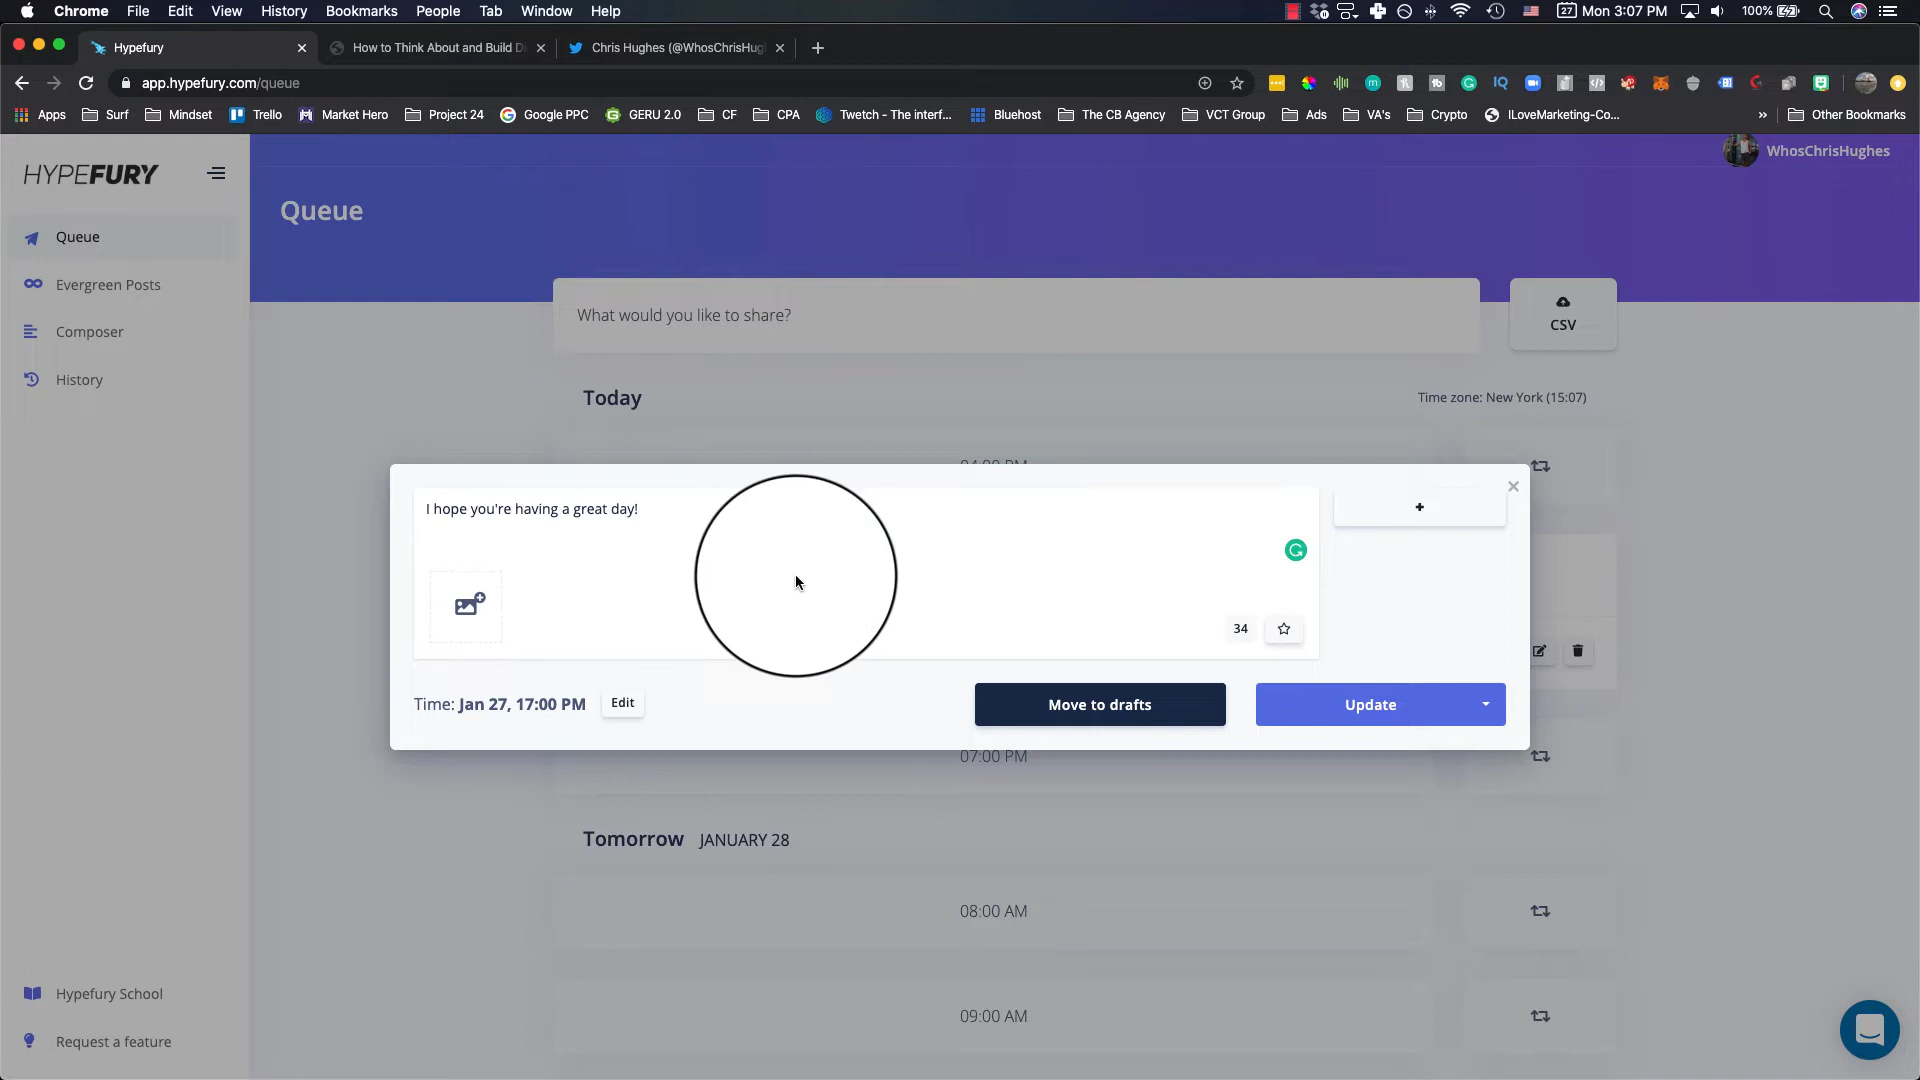 Chrome File Edit View History Bookmarks People Tab Window Help 27 Mon 3:07 PM 100%
Hypefury How to Think About and Build Di Chris Hughes (@WhosChrisHug
app.hypefury.com/queue
Apps Surf Mindset Trello Market Hero Project 24 Google PPC GERU 2.0 CF CPA Twetch - The interf... Bluehost The CB Agency VCT Group Ads VA's Crypto ILoveMarketing-Co... » Other Bookmarks
HYPEFURY
WhosChrisHughes
Queue
Queue
Evergreen Posts
Composer
History
What would you like to share?
CSV
Today
Time zone: New York (15:07)
04:00 PM
I hope you're having a great day!
34
Time: Jan 27, 17:00 PM Edit
Move to drafts
Update
07:00 PM
Tomorrow JANUARY 28
08:00 AM
09:00 AM
Hypefury School
Request a feature